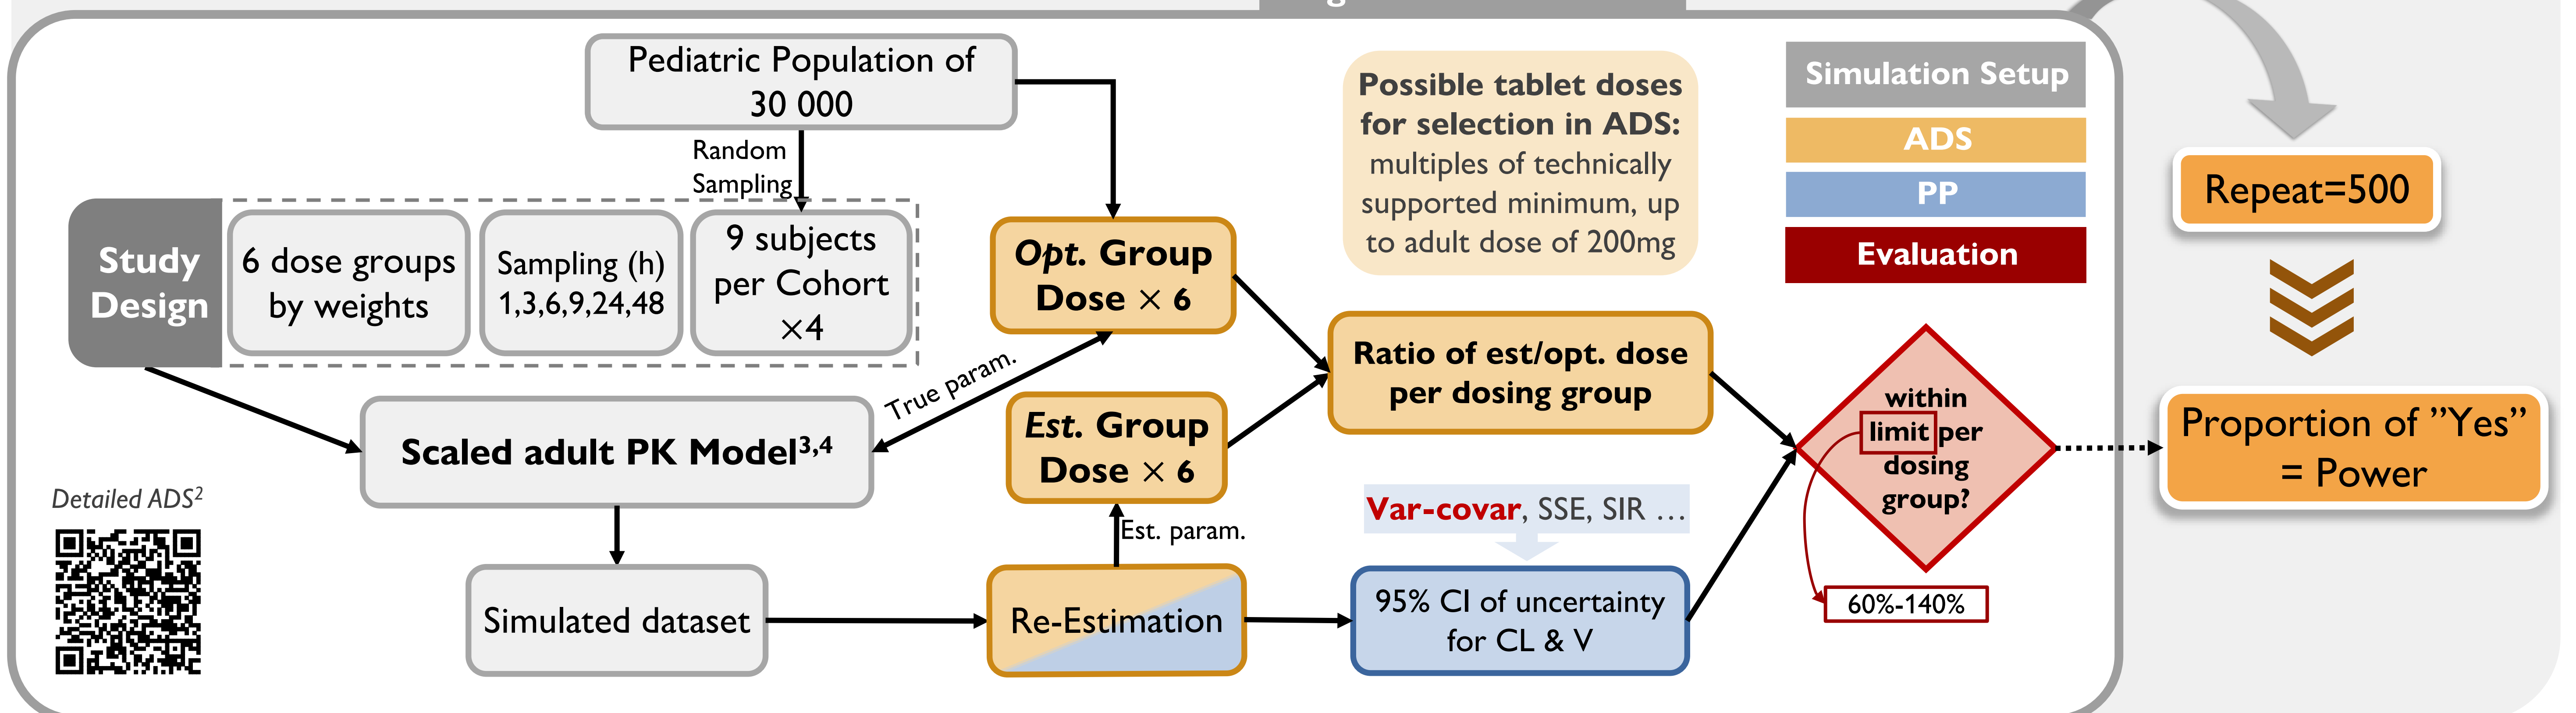 Pediatric Population of
30 000
Random
Sampling
Study
Design
6 dose groups
by weights
Sampling (h)
1,3,6,9,24,48
9 subjects
per Cohort
×4
Opt. Group
Dose × 6
True param.
Scaled adult PK Model3,4
Est. Group
Dose × 6
Est. param.
Detailed ADS2
Simulated dataset
Re-Estimation
Possible tablet doses
for selection in ADS:
multiples of technically
supported minimum, up
to adult dose of 200mg
Ratio of est/opt. dose
per dosing group
Var-covar, SSE, SIR …
95% CI of uncertainty
for CL & V
Simulation Setup
ADS
PP
Evaluation
within
limit per
dosing
group?
60%-140%
Repeat=500
Proportion of ”Yes”
= Power